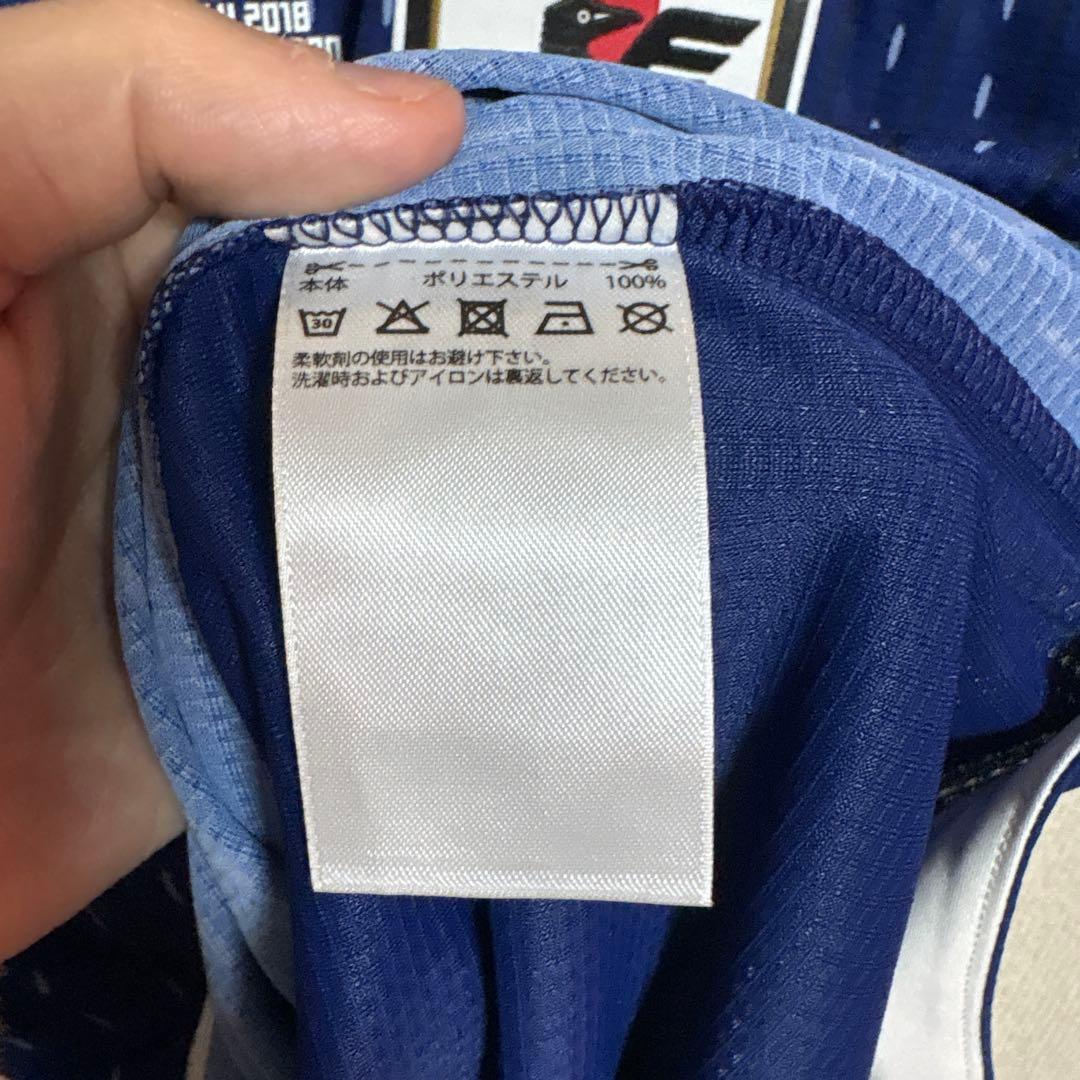 2018
本体 ポリエステル 100%
30
柔軟剤の使用はお避け下さい。
洗濯時およびアイロンは裏返してください。